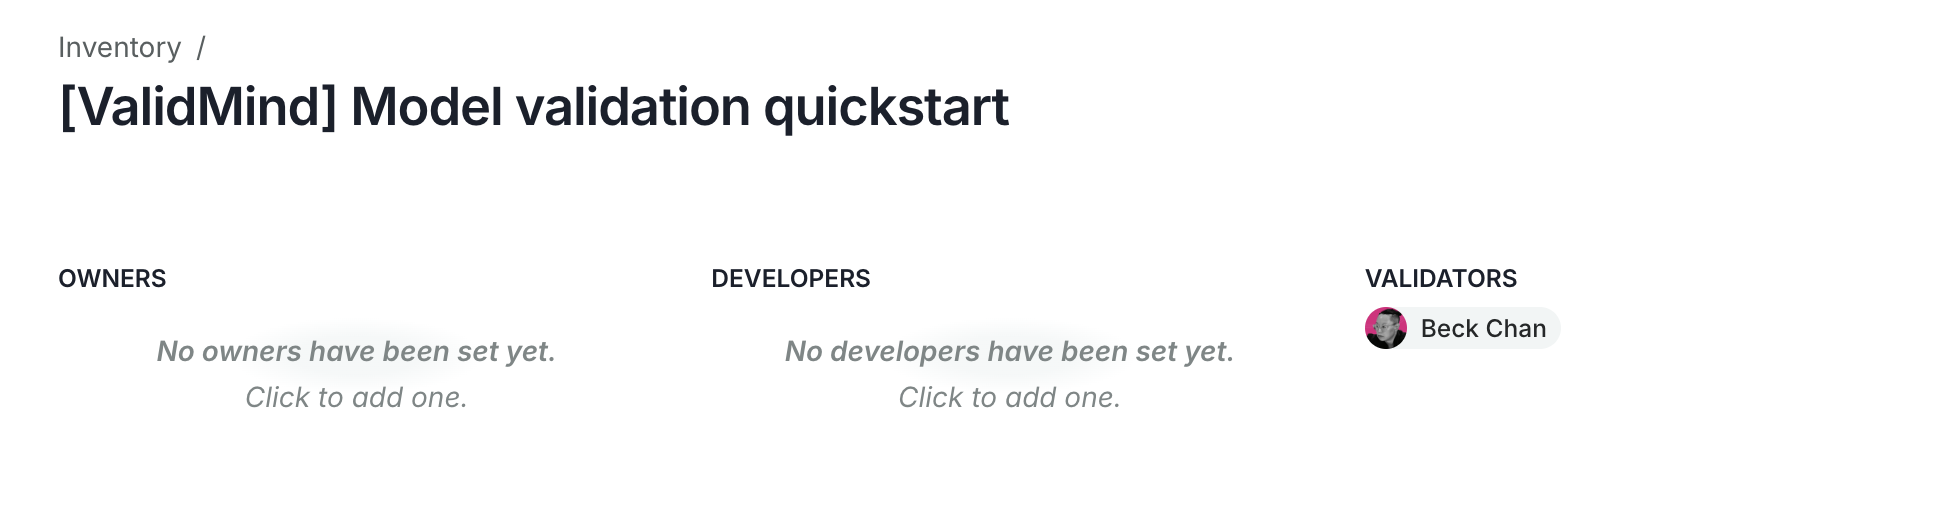 Inventory /
[ValidMind] Model validation quickstart
OWNERS
No owners have been set yet.
Click to add one.
DEVELOPERS
No developers have been set yet.
Click to add one.
VALIDATORS
Beck Chan